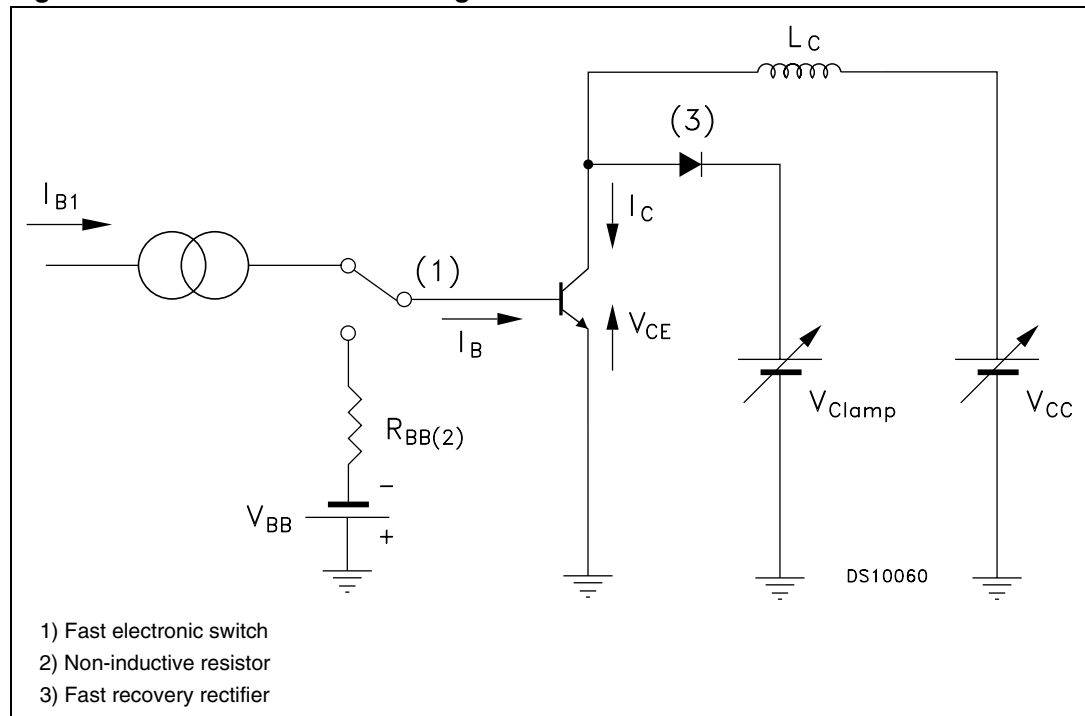 L_C
(3)
I_B1
I_C
(1)
I_B
V_CE
V_Clamp
V_CC
R_BB(2)
−
V_BB
+
DS10060
1) Fast electronic switch
2) Non-inductive resistor
3) Fast recovery rectifier